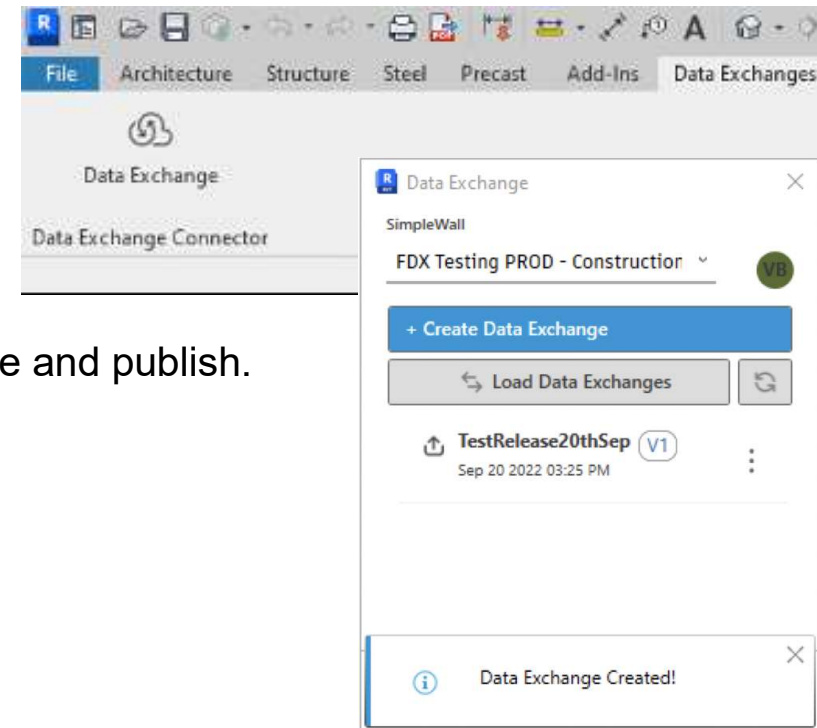 File Architecture Structure Steel Precast Add-Ins Data Exchanges
Data Exchange
Data Exchange Connector
e and publish.
Data Exchange
SimpleWall
FDX Testing PROD - Construction
VB
+ Create Data Exchange
Load Data Exchanges
TestRelease20thSep V1
Sep 20 2022 03:25 PM
Data Exchange Created!